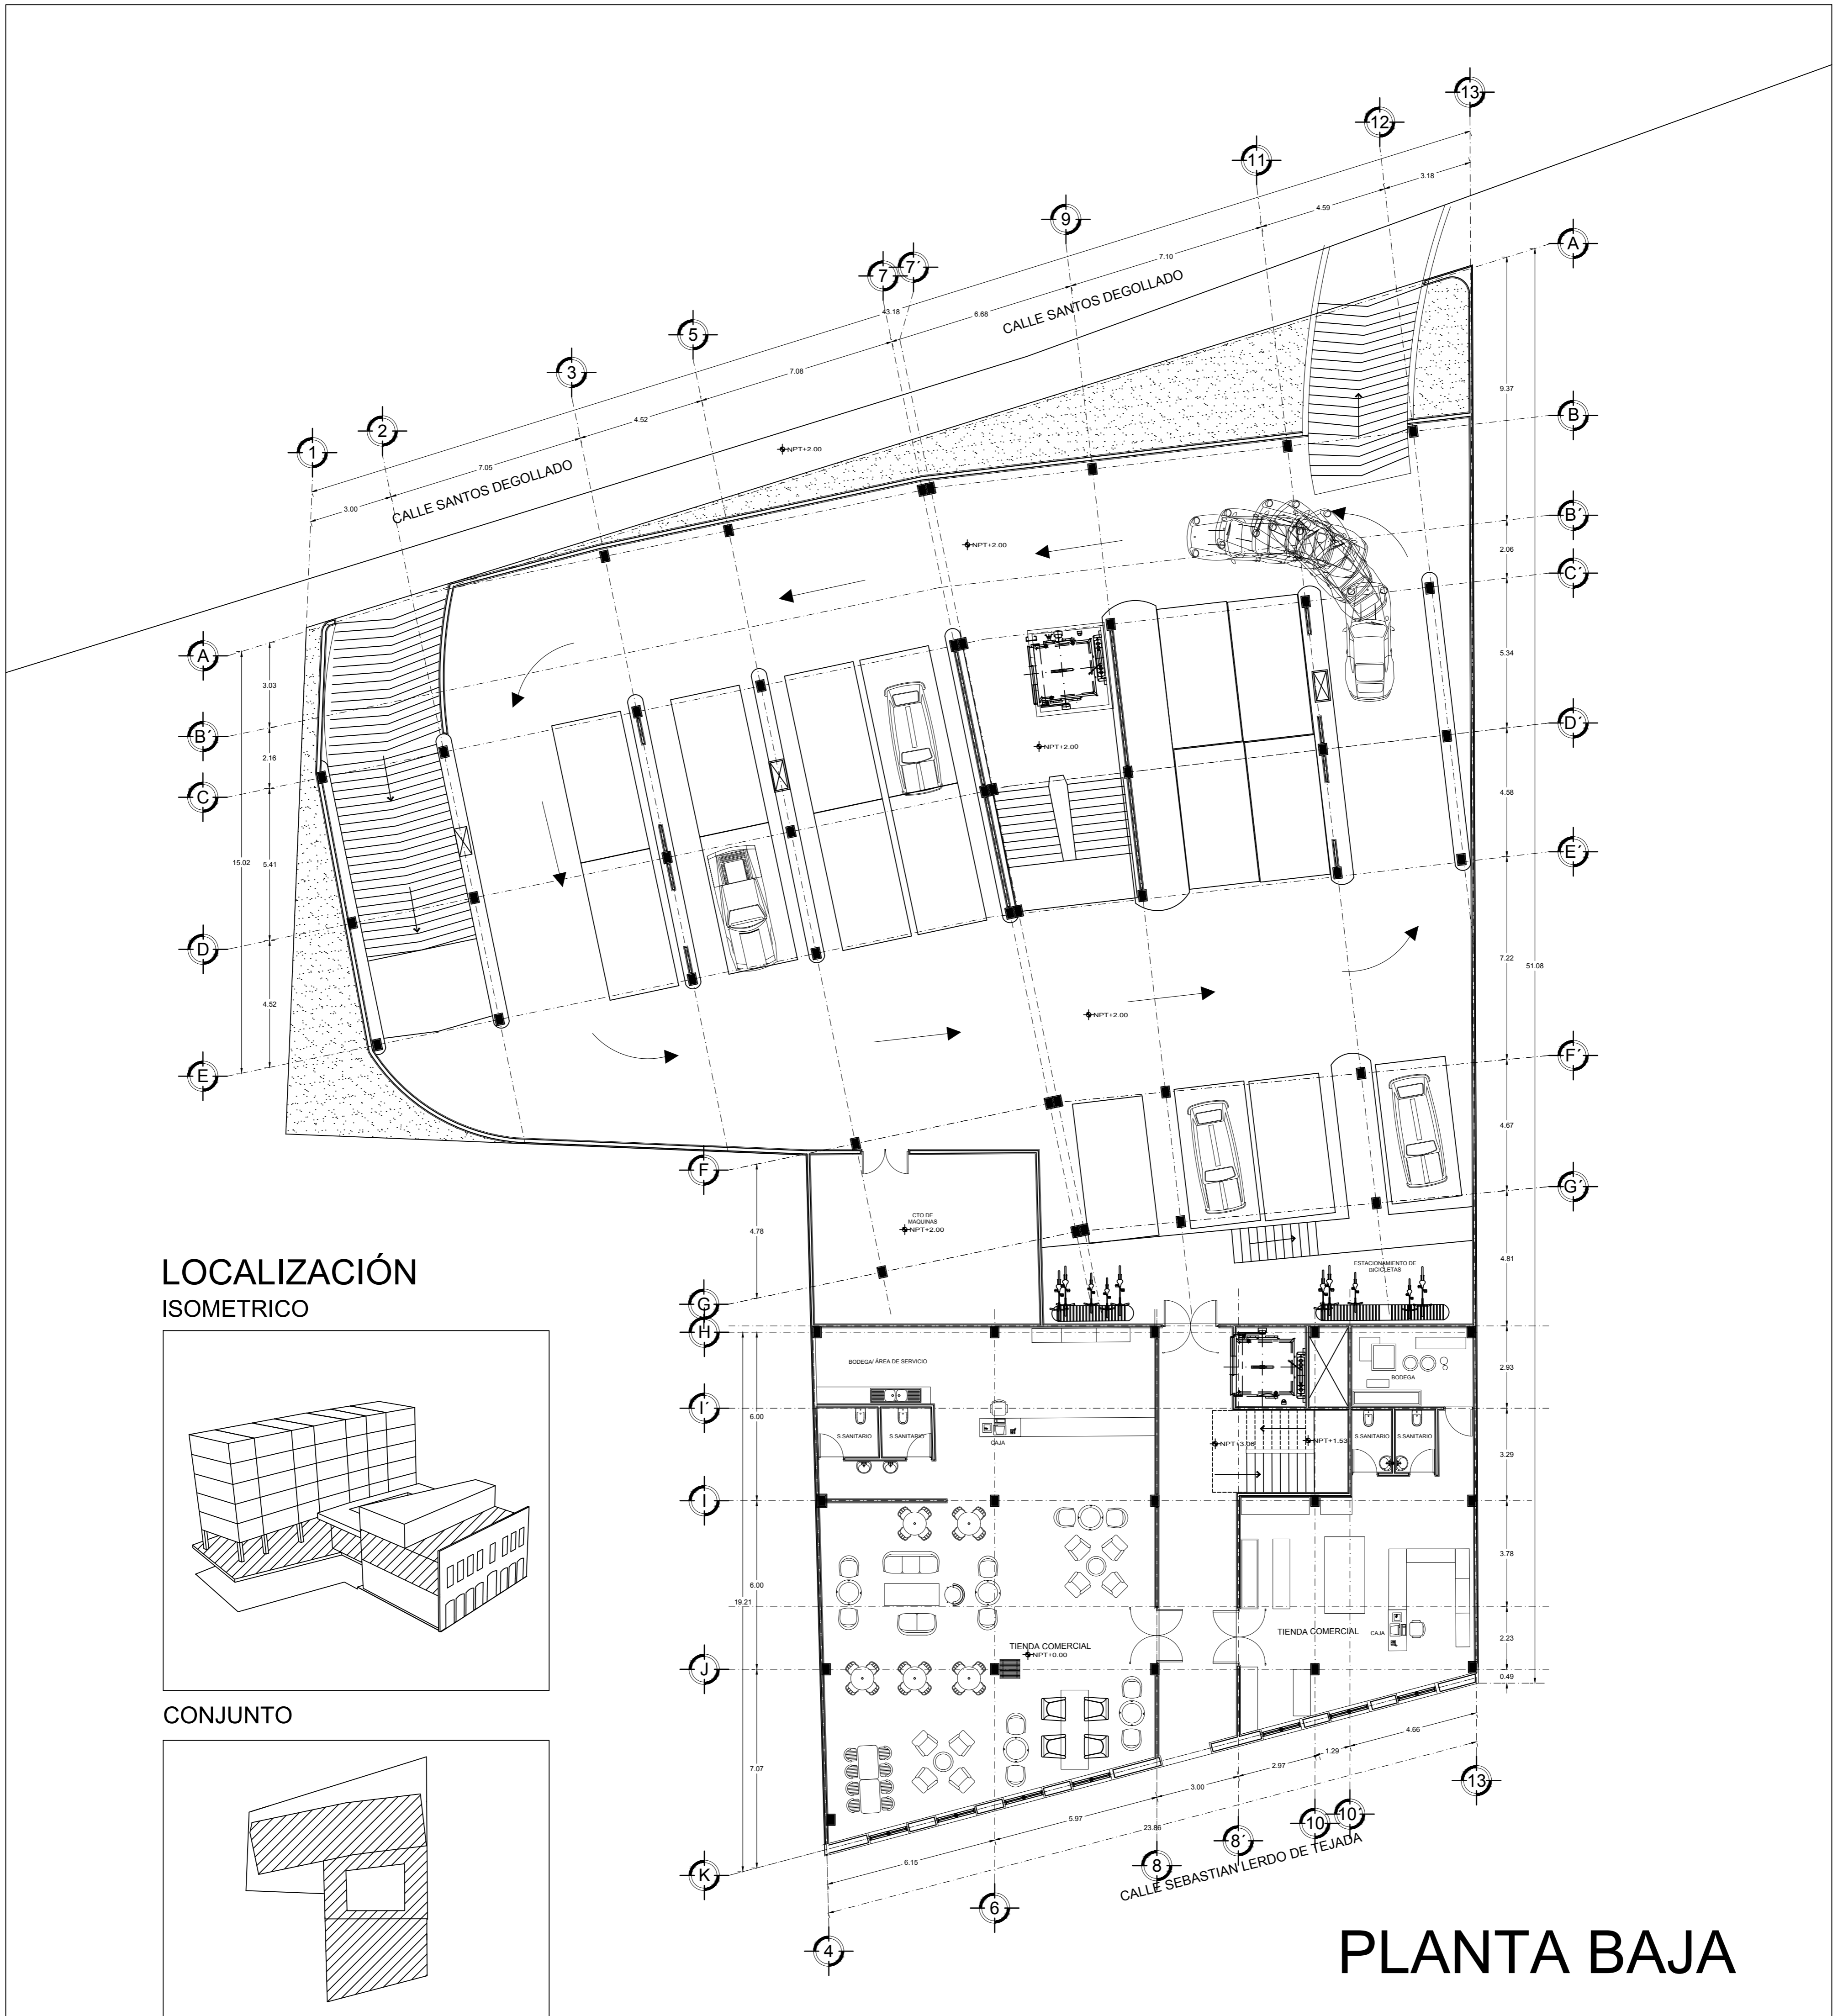 13
12
11
3.18
4.59
9
A
7.10
7
7´
43.18
6.68
CALLE SANTOS DEGOLLADO
5
3
7.08
9.37
B
4.52
2
NPT+2.00
1
7.05
CALLE SANTOS DEGOLLADO
3.00
B´
NPT+2.00
2.06
C´
A
5.34
3.03
B´
D´
NPT+2.00
2.16
C
4.58
E´
15.02
5.41
D
7.22
51.08
4.52
NPT+2.00
E
F´
4.67
F
G´
CTO DE
MAQUINAS
NPT+2.00
4.78
4.81
LOCALIZACIÓN
ESTACIONAMIENTO DE
BICICLETAS
ISOMETRICO
G
H
BODEGA/ ÁREA DE SERVICIO
2.93
BODEGA
I´
6.00
S.SANITARIO
S.SANITARIO
CAJA
NPT+3.06
NPT+1.53
S.SANITARIO
S.SANITARIO
3.29
I
3.78
6.00
19.21
TIENDA COMERCIAL
CAJA
TIENDA COMERCIAL
NPT+0.00
2.23
J
0.49
CONJUNTO
4.66
1.29
2.97
7.07
3.00
13
5.97
10
10´
23.86
8´
6.15
8
K
CALLE SEBASTIAN LERDO DE TEJADA
6
4
PLANTA BAJA